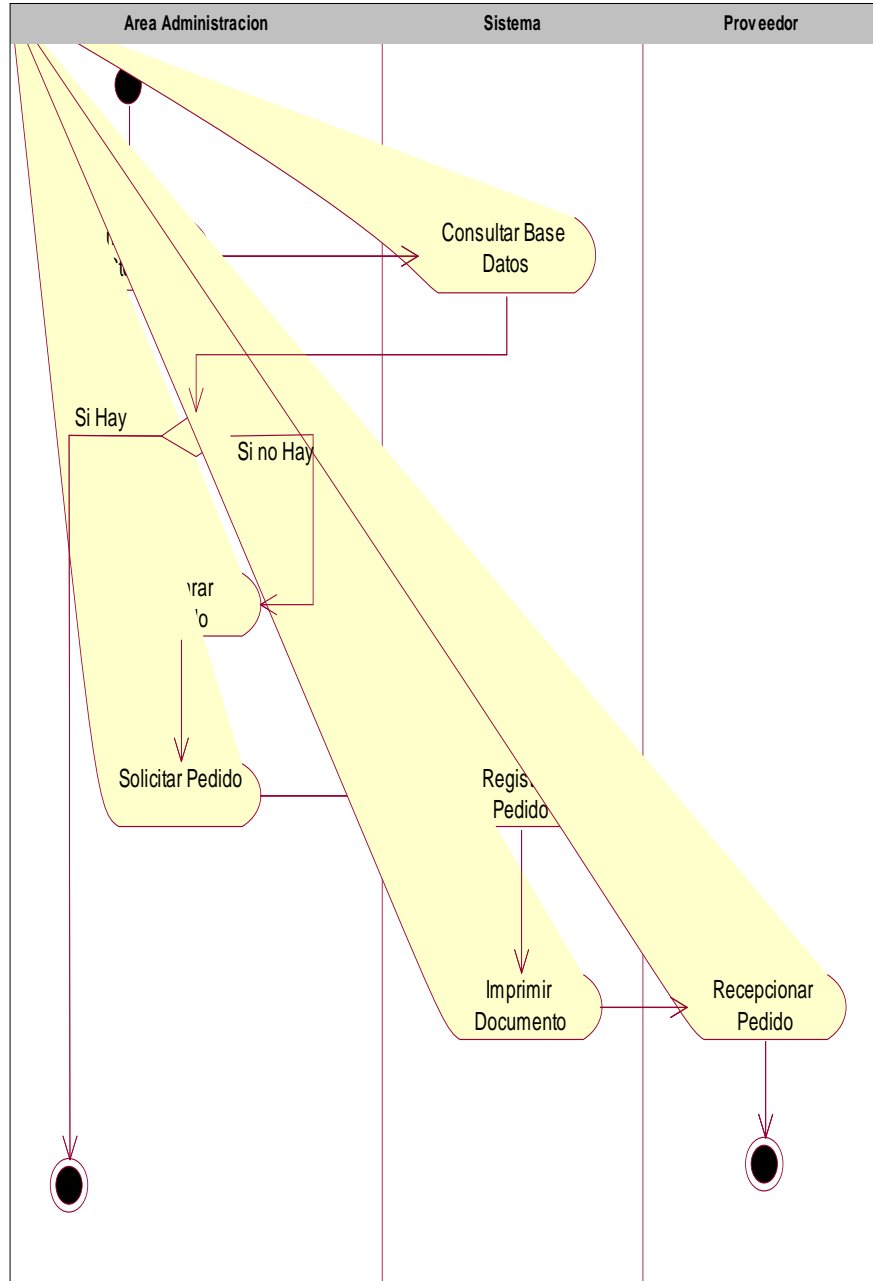 Area Administracion
Sistema
Proveedor
Consultar Base
Datos
Si Hay
Si no Hay
Solicitar Pedido
Pedido
Imprimir
Documento
Recepcionar
Pedido